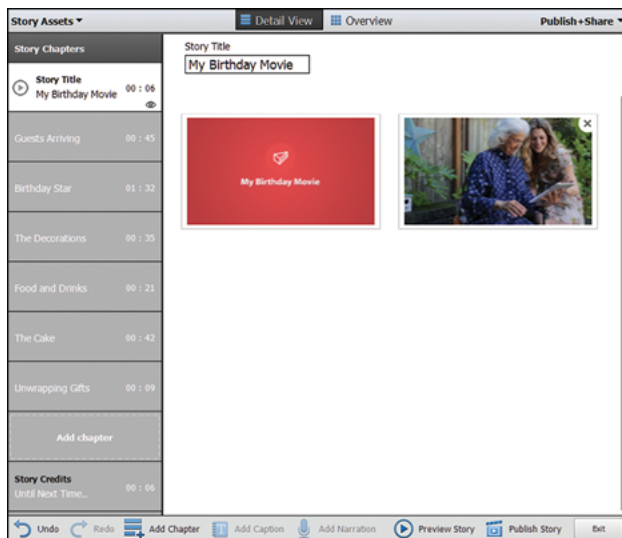 Story Assets
Detail View
Overview
Publish+Share
Story Chapters
Story Title
My Birthday Movie
00 : 06
Guests Arriving
00 : 45
Birthday Star
01 : 32
The Decorations
00 : 35
Food and Drinks
00 : 21
The Cake
00 : 42
Unwrapping Gifts
00 : 09
Add chapter
Story Credits
Until Next Time...
00 : 06
Story Title
My Birthday Movie
My Birthday Movie
Undo
Redo
Add Chapter
Add Caption
Add Narration
Preview Story
Publish Story
Exit